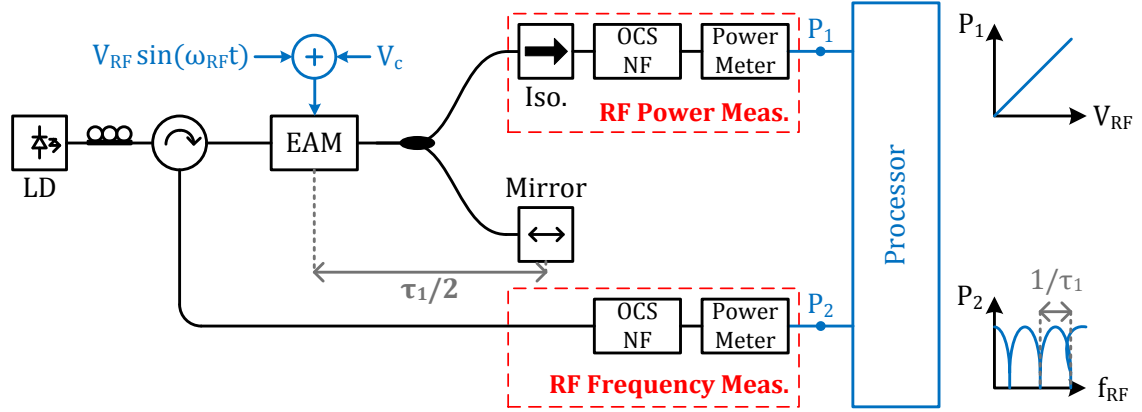 V_RF sin(ω_RFt)
+
V_c
LD
EAM
Iso.
OCS
NF
Power
Meter
RF Power Meas.
P_1
Mirror
τ_1/2
OCS
NF
Power
Meter
RF Frequency Meas.
P_2
Processor
P_1
V_RF
P_2
1/τ_1
f_RF